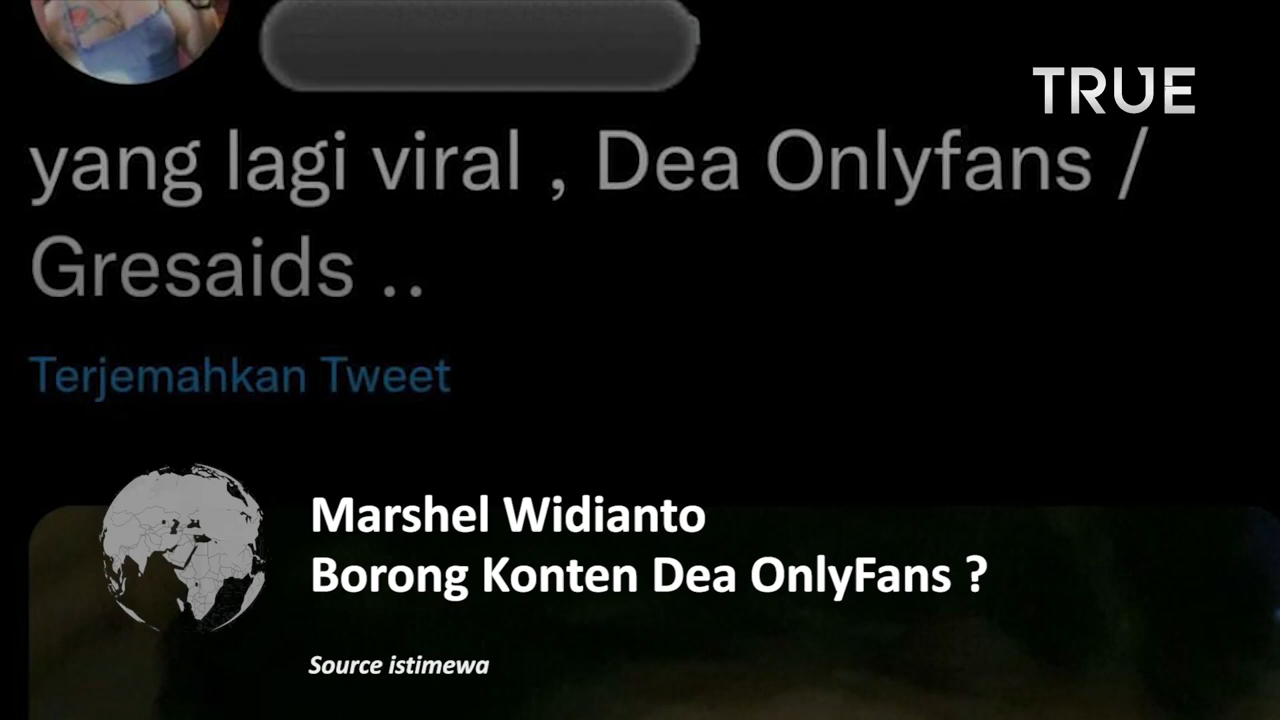 TRUE
yang lagi viral , Dea Onlyfans /
Gresaids ..
Terjemahkan Tweet
Marshel Widianto
Borong Konten Dea OnlyFans ?
Source istimewa